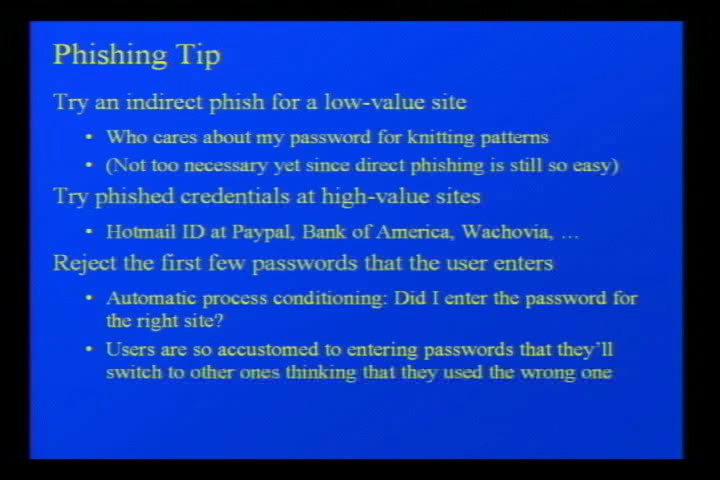 Phishing Tip
Try an indirect phish for a low-value site
• Who cares about my password for knitting patterns
• (Not too necessary yet since direct phishing is still so easy)
Try phished credentials at high-value sites
• Hotmail ID at Paypal, Bank of America, Wachovia, …
Reject the first few passwords that the user enters
• Automatic process conditioning: Did I enter the password for
the right site?
• Users are so accustomed to entering passwords that they'll
switch to other ones thinking that they used the wrong one